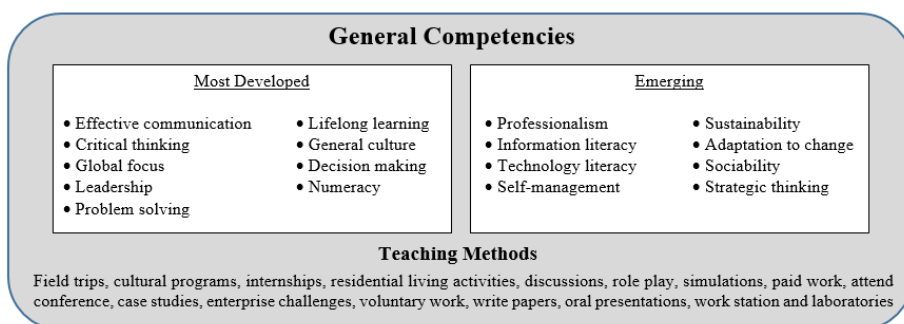 General Competencies
Most Developed
• Effective communication
• Critical thinking
• Global focus
• Leadership
• Problem solving
• Lifelong learning
• General culture
• Decision making
• Numeracy
Emerging
• Professionalism
• Information literacy
• Technology literacy
• Self-management
• Sustainability
• Adaptation to change
• Sociability
• Strategic thinking
Teaching Methods
Field trips, cultural programs, internships, residential living activities, discussions, role play, simulations, paid work, attend
conference, case studies, enterprise challenges, voluntary work, write papers, oral presentations, work station and laboratories